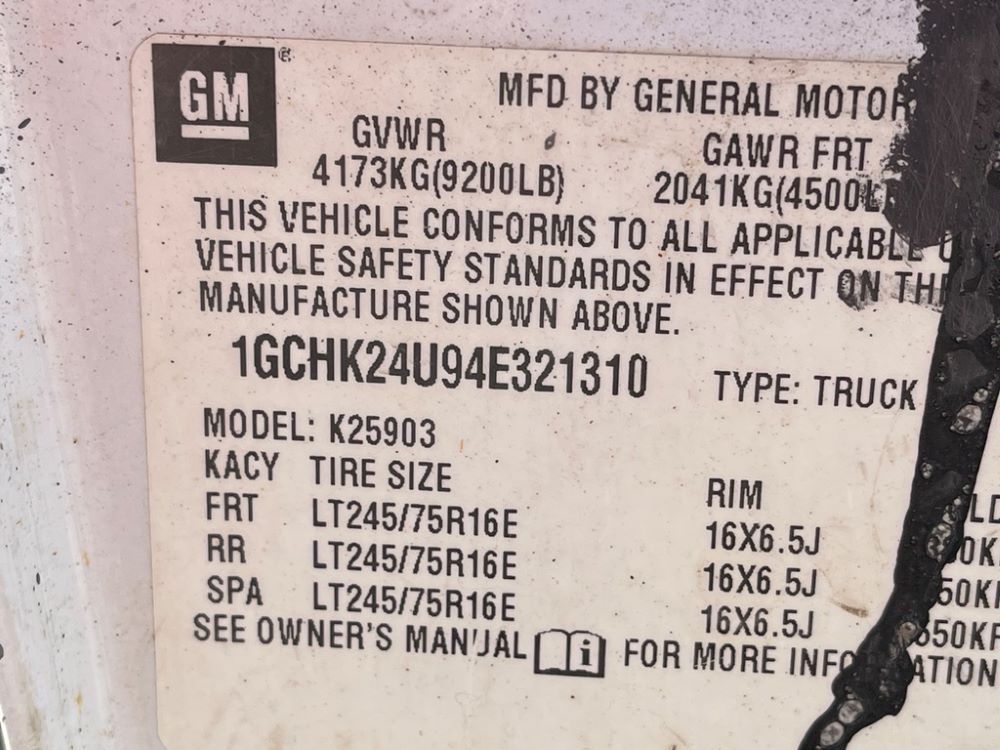 GM ®
MFD BY GENERAL MOTOR
GVWR GAWR FRT
4173KG(9200LB) 2041KG(4500L
THIS VEHICLE CONFORMS TO ALL APPLICABLE
VEHICLE SAFETY STANDARDS IN EFFECT ON THE
MANUFACTURE SHOWN ABOVE.
1GCHK24U94E321310 TYPE: TRUCK
MODEL: K25903
KACY TIRE SIZE RIM
FRT LT245/75R16E 16X6.5J
RR LT245/75R16E 16X6.5J
SPA LT245/75R16E 16X6.5J
SEE OWNER'S MANUAL i FOR MORE INFORMATION